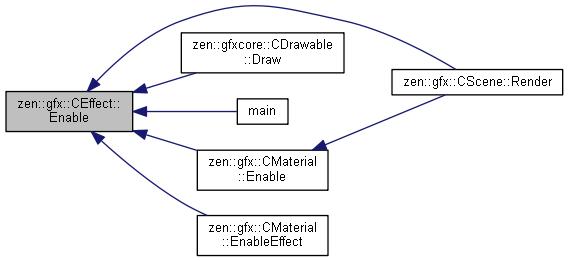 zen::gfx::CEffect::
Enable
zen::gfxcore::CDrawable
::Draw
main
zen::gfx::CMaterial
::Enable
zen::gfx::CMaterial
::EnableEffect
zen::gfx::CScene::Render